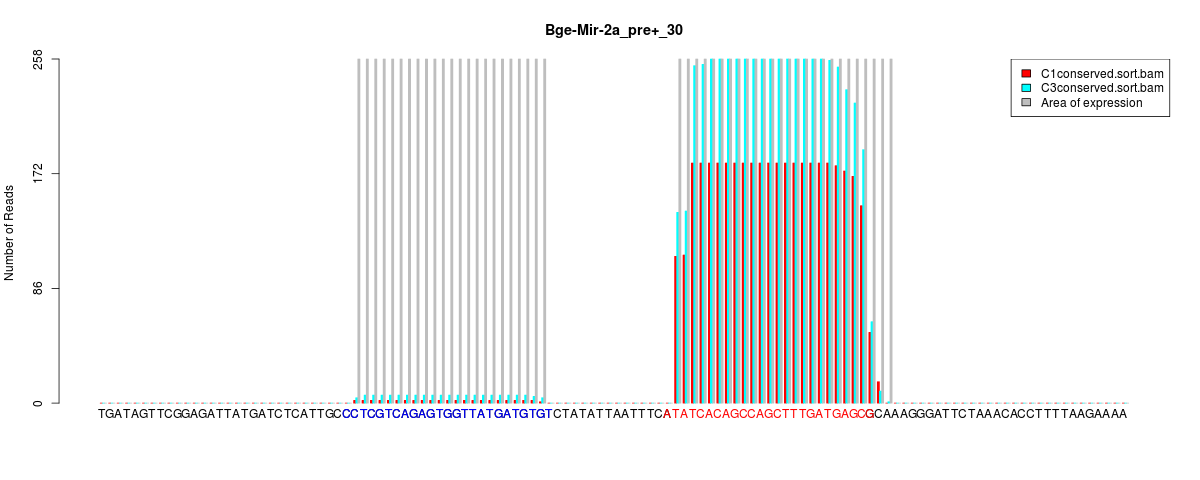 Bge-Mir-2a_pre+_30
Number of Reads
258
172
86
0
C1conserved.sort.bam
C3conserved.sort.bam
Area of expression
TGATAGTTCGGAGATTATGATCTCATTGCCCTCGTCAGAGTGGTTATGATGTGTCTATATTAATTTCATATCACAGCCAGCTTTGATGAGCGCAAAGGGATTCTAAACACCTTTTAAGAAAA